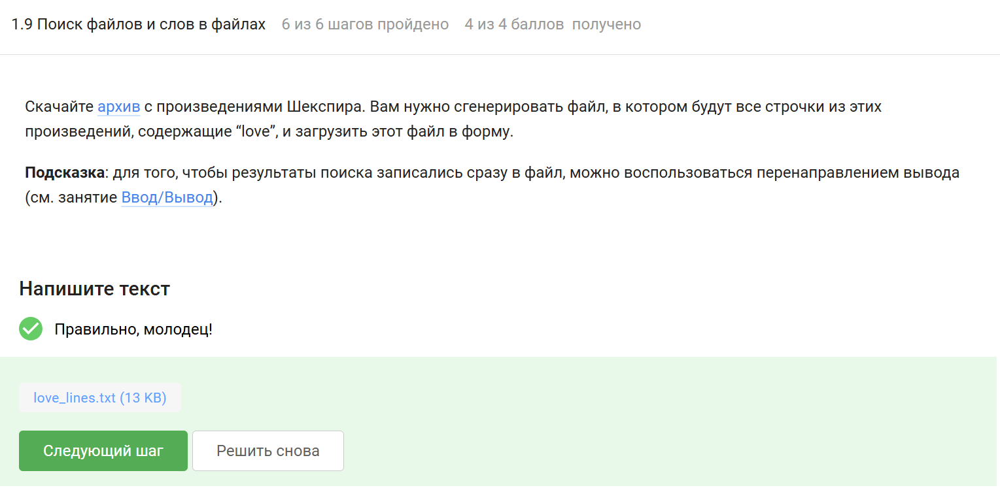 1.9 Поиск файлов и слов в файлах 6 из 6 шагов пройдено 4 из 4 баллов получено
Скачайте архив с произведениями Шекспира. Вам нужно сгенерировать файл, в котором будут все строчки из этих
произведений, содержащие “love”, и загрузить этот файл в форму.
Подсказка: для того, чтобы результаты поиска записались сразу в файл, можно воспользоваться перенаправлением вывода
(см. занятие Ввод/Вывод).
Напишите текст
Правильно, молодец!
love_lines.txt (13 KB)
Следующий шаг Решить снова